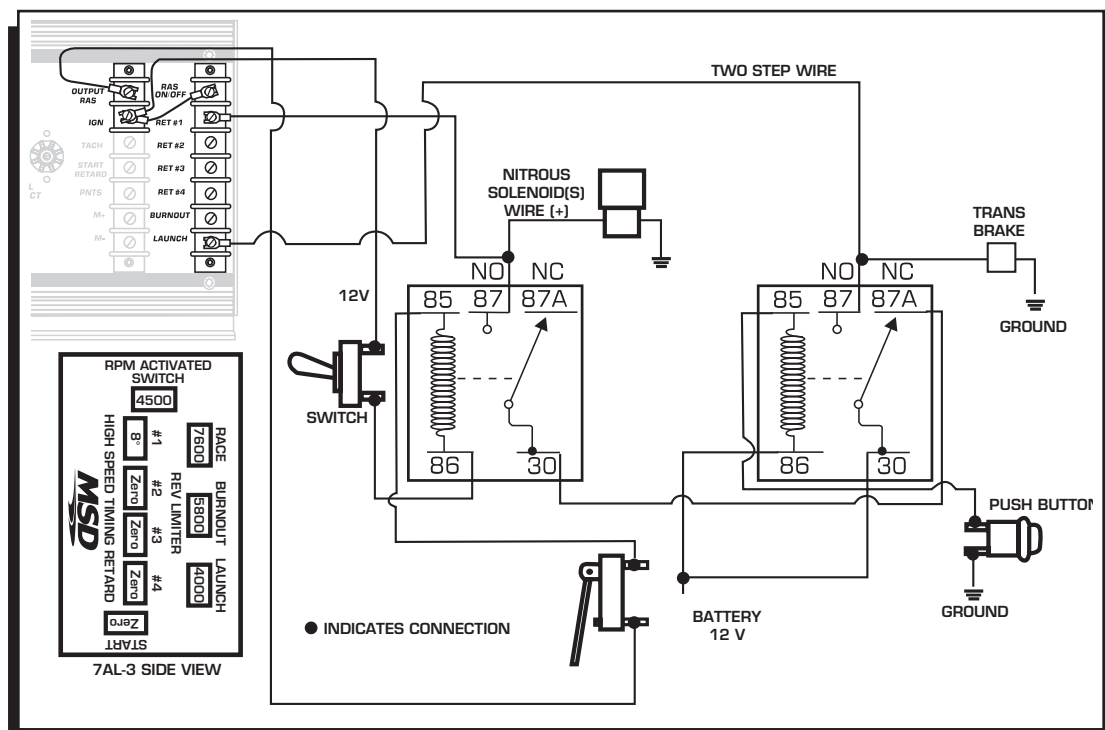 OUTPUT
RAS
RAS
ON/OFF
IGN
RET #1
TACH
RET #2
START
RETARD
RET #3
PNTS
RET #4
L
CT
M+
BURNOUT
M-
LAUNCH
TWO STEP WIRE
NITROUS
SOLENOID(S)
WIRE (+)
TRANS
BRAKE
GROUND
12V
SWITCH
NO NC
85 87 87A
86 30
NO NC
85 87 87A
86 30
PUSH BUTTON
GROUND
BATTERY
12 V
INDICATES CONNECTION
RPM ACTIVATED
SWITCH
4500
RACE
7600
BURNOUT
5800
LAUNCH
4000
REV LIMITER
#1
8°
#2
Zero
#3
Zero
#4
Zero
HIGH SPEED TIMING RETARD
MSD
Zero
START
7AL-3 SIDE VIEW